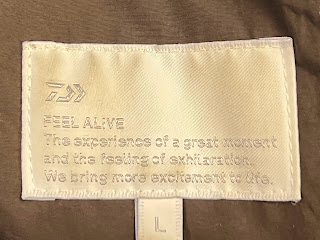 FEEL ALIVE
The experience of a great moment
and the feeling of exhilaration.
We bring more excitement to life.
L